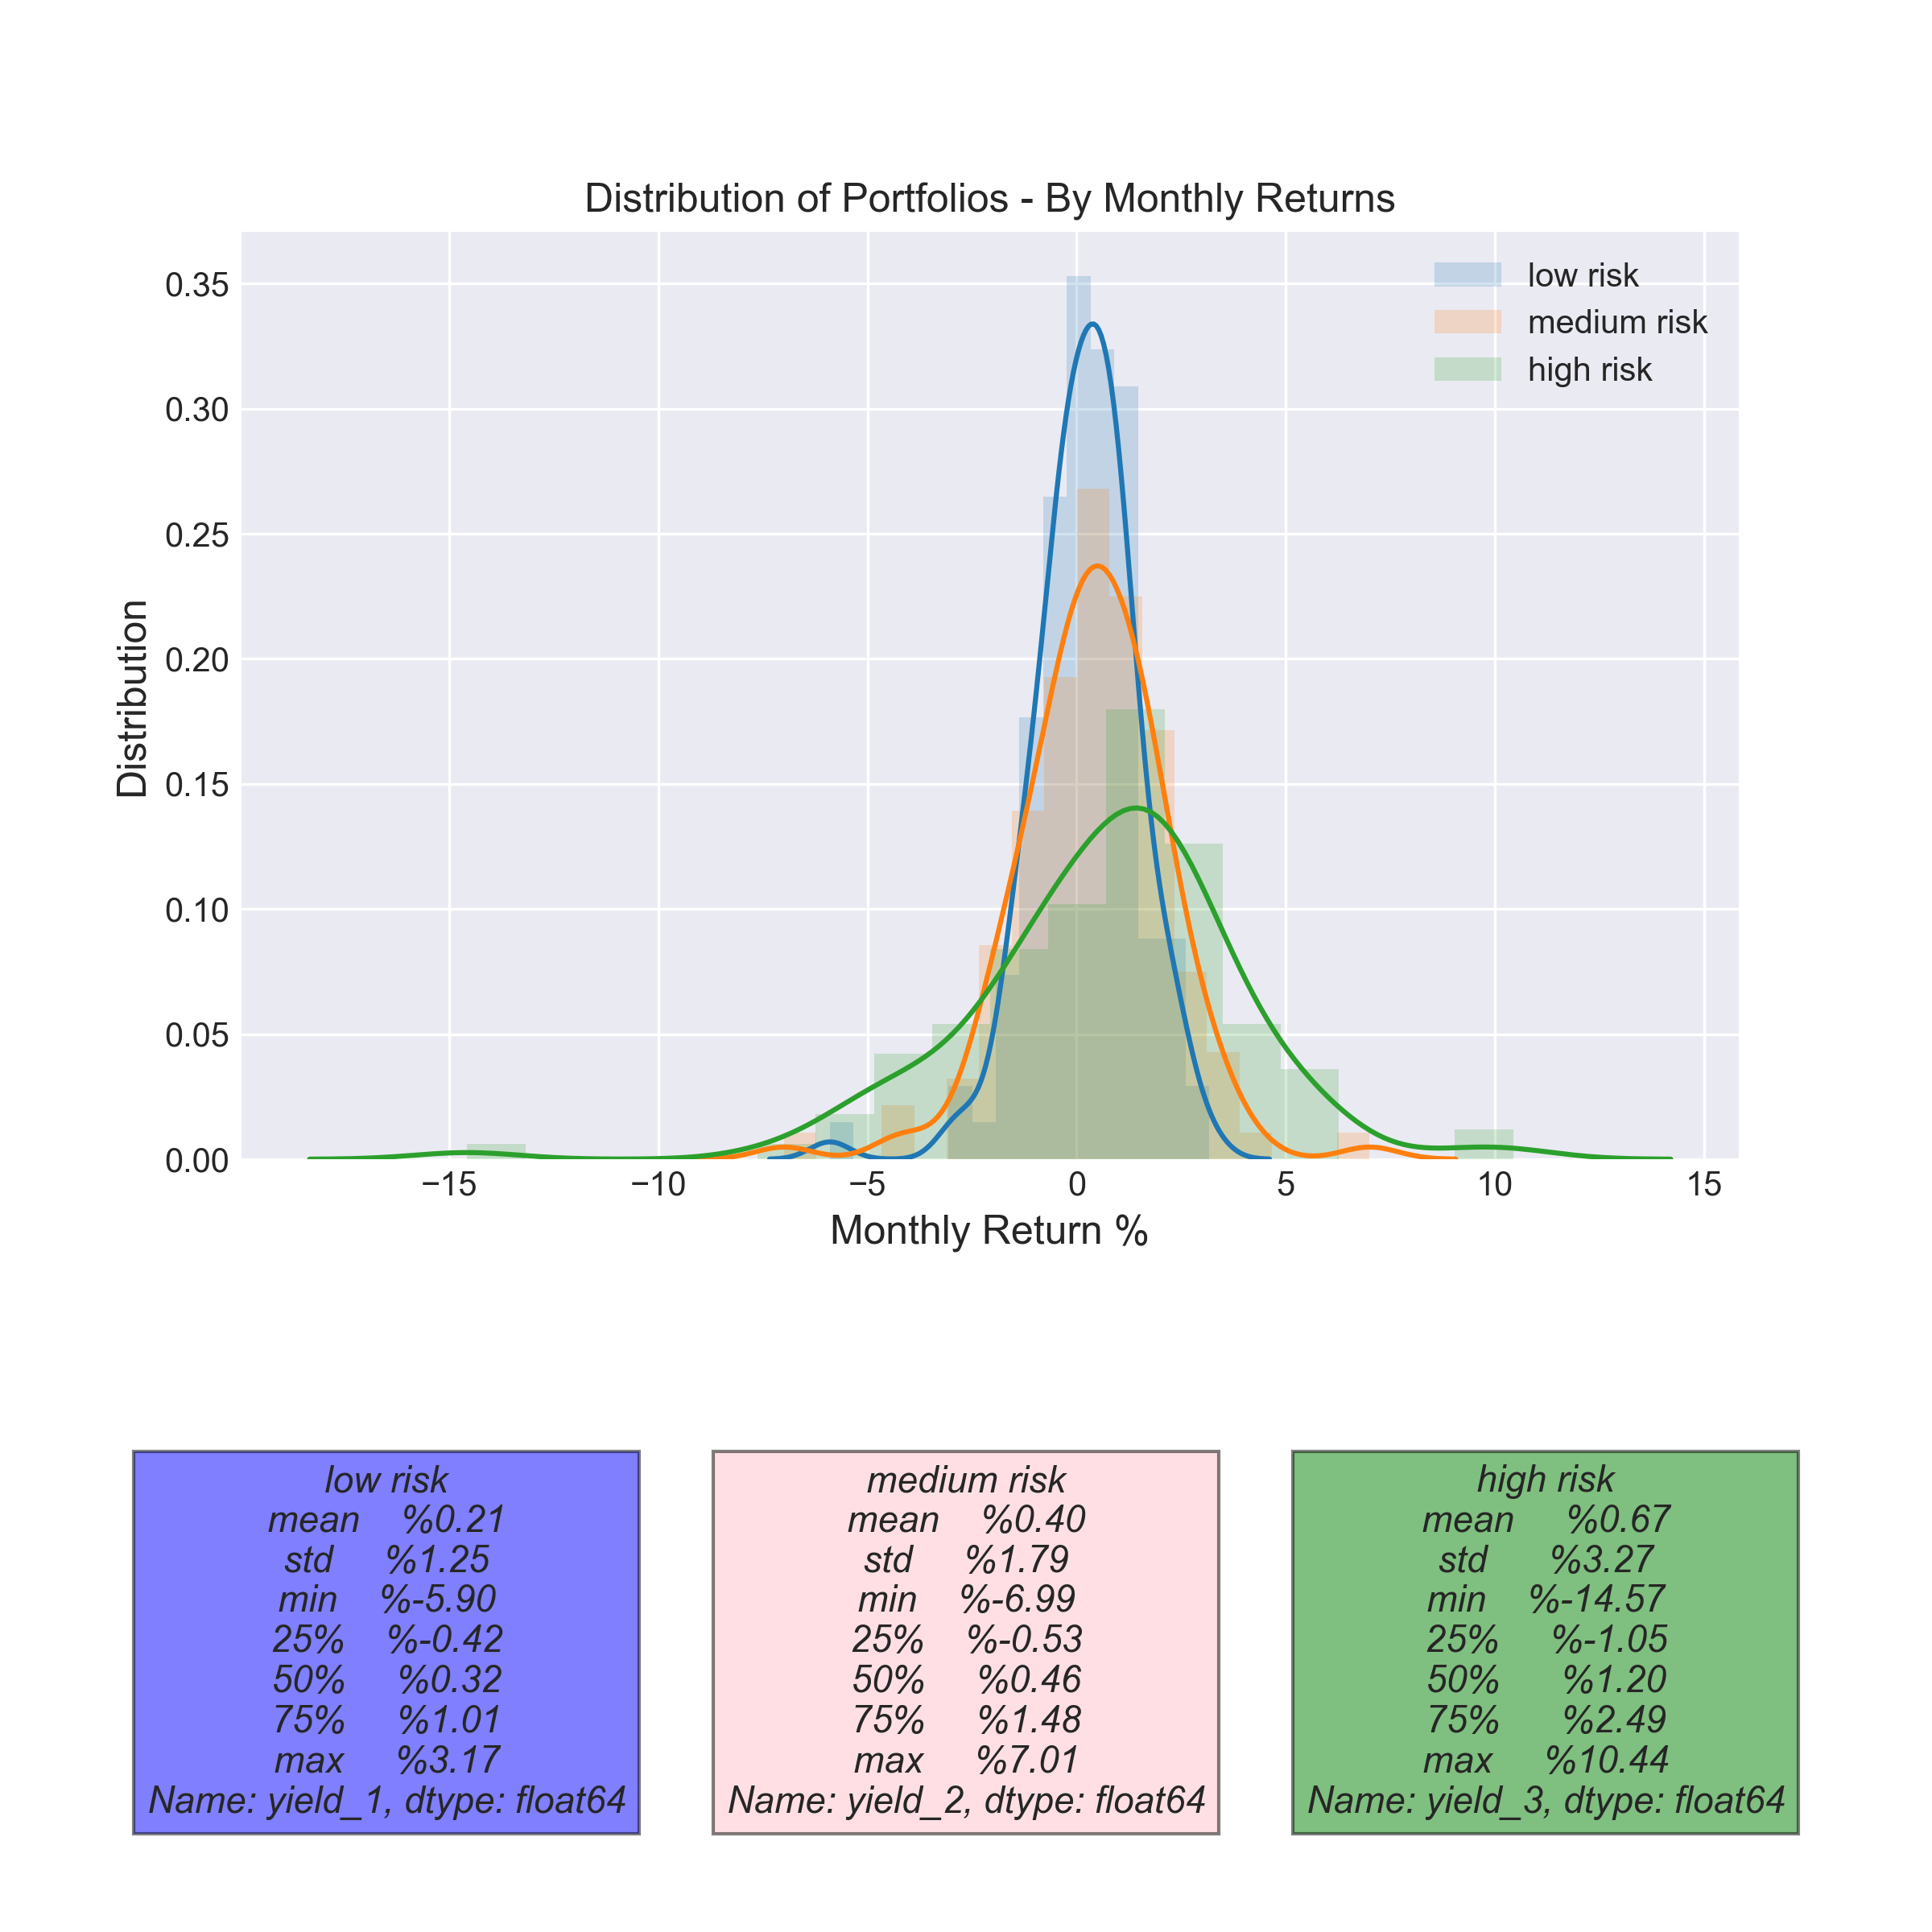 Distribution of Portfolios - By Monthly Returns
low risk
medium risk
high risk
0.35
0.30
0.25
0.20
0.15
0.10
0.05
0.00
Distribution
−15 −10 −5 0 5 10 15
Monthly Return %
low risk
mean %0.21
std %1.25
min %-5.90
25% %-0.42
50% %0.32
75% %1.01
max %3.17
Name: yield_1, dtype: float64
medium risk
mean %0.40
std %1.79
min %-6.99
25% %-0.53
50% %0.46
75% %1.48
max %7.01
Name: yield_2, dtype: float64
high risk
mean %0.67
std %3.27
min %-14.57
25% %-1.05
50% %1.20
75% %2.49
max %10.44
Name: yield_3, dtype: float64